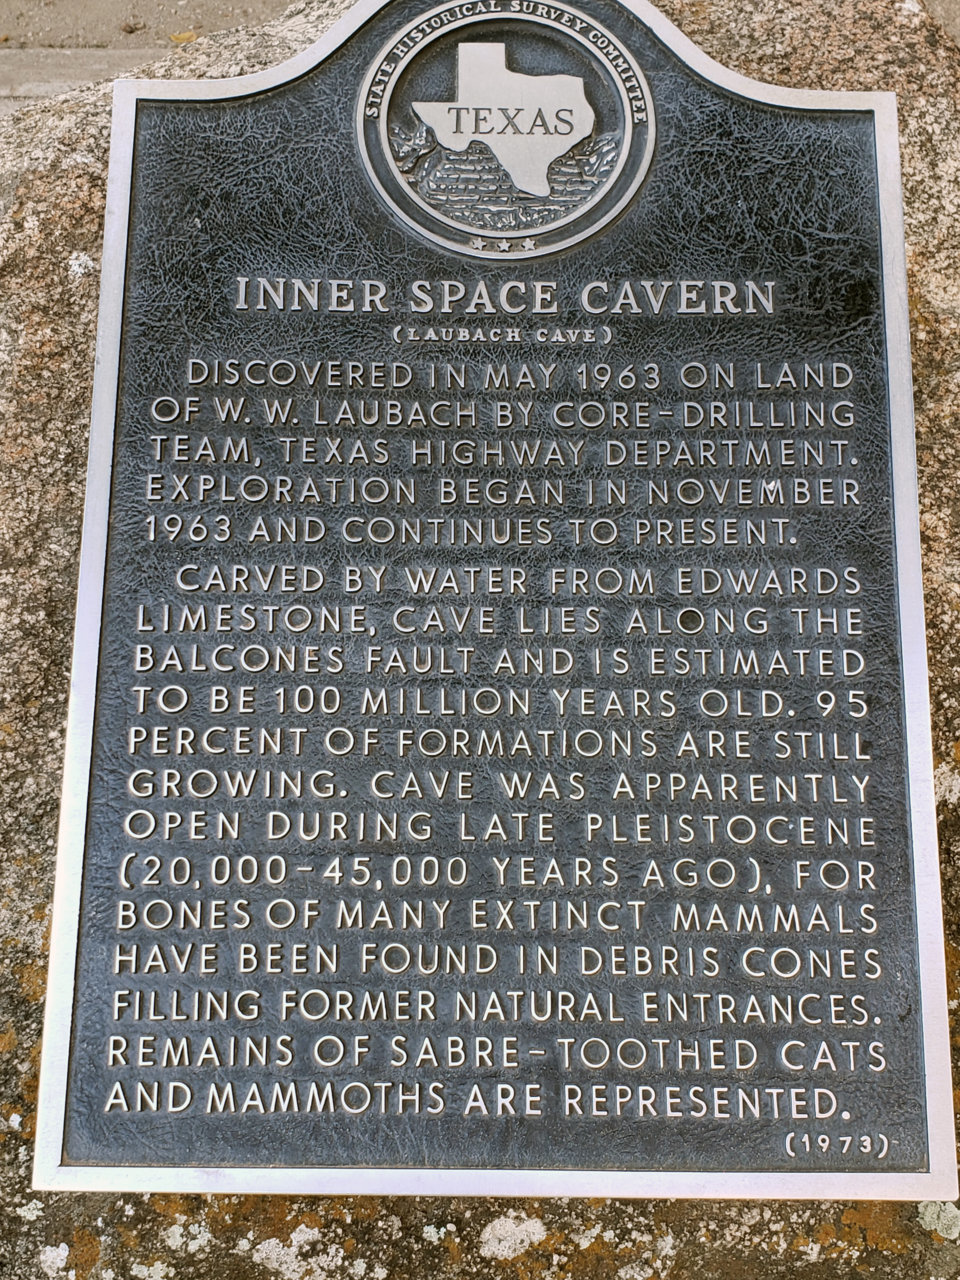 STATE HISTORICAL SURVEY COMMITTEE
TEXAS
INNER SPACE CAVERN
(LAUBACH CAVE)
DISCOVERED IN MAY 1963 ON LAND
OF W. W. LAUBACH BY CORE-DRILLING
TEAM, TEXAS HIGHWAY DEPARTMENT.
EXPLORATION BEGAN IN NOVEMBER
1963 AND CONTINUES TO PRESENT.
CARVED BY WATER FROM EDWARDS
LIMESTONE, CAVE LIES ALONG THE
BALCONES FAULT AND IS ESTIMATED
TO BE 100 MILLION YEARS OLD. 95
PERCENT OF FORMATIONS ARE STILL
GROWING. CAVE WAS APPARENTLY
OPEN DURING LATE PLEISTOCENE
(20,000-45,000 YEARS AGO), FOR
BONES OF MANY EXTINCT MAMMALS
HAVE BEEN FOUND IN DEBRIS CONES
FILLING FORMER NATURAL ENTRANCES.
REMAINS OF SABRE-TOOTHED CATS
AND MAMMOTHS ARE REPRESENTED.
(1973)